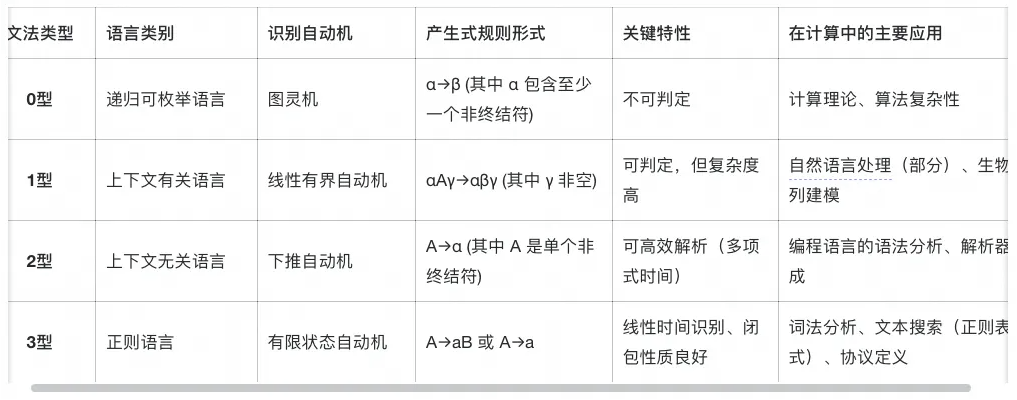 文法类型 语言类别 识别自动机 产生式规则形式 关键特性 在计算中的主要应用
0型 递归可枚举语言 图灵机 α→β (其中 α 包含至少
一个非终结符) 不可判定 计算理论、算法复杂性
1型 上下文有关语言 线性有界自动机 αAγ→αβγ (其中 γ 非空) 可判定，但复杂度
高 自然语言处理（部分）、生物
列建模
2型 上下文无关语言 下推自动机 A→α (其中 A 是单个非
终结符) 可高效解析（多项
式时间） 编程语言的语法分析、解析器
成
3型 正则语言 有限状态自动机 A→aB 或 A→a 线性时间识别、闭
包性质良好 词法分析、文本搜索（正则表
式）、协议定义